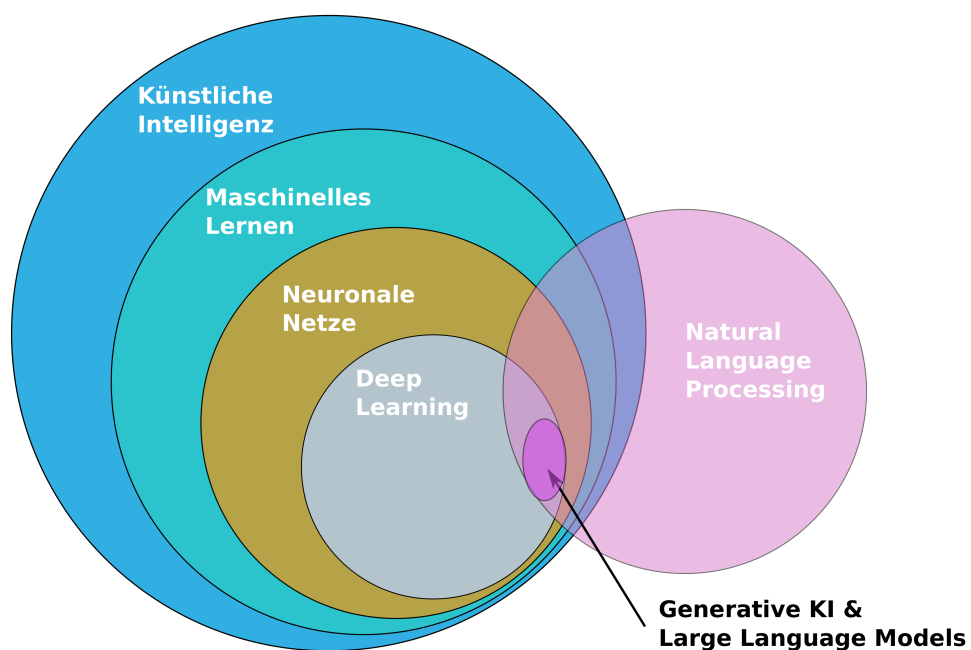 Künstliche
Intelligenz
Maschinelles
Lernen
Neuronale
Netze
Deep
Learning
Natural
Language
Processing
Generative KI &
Large Language Models